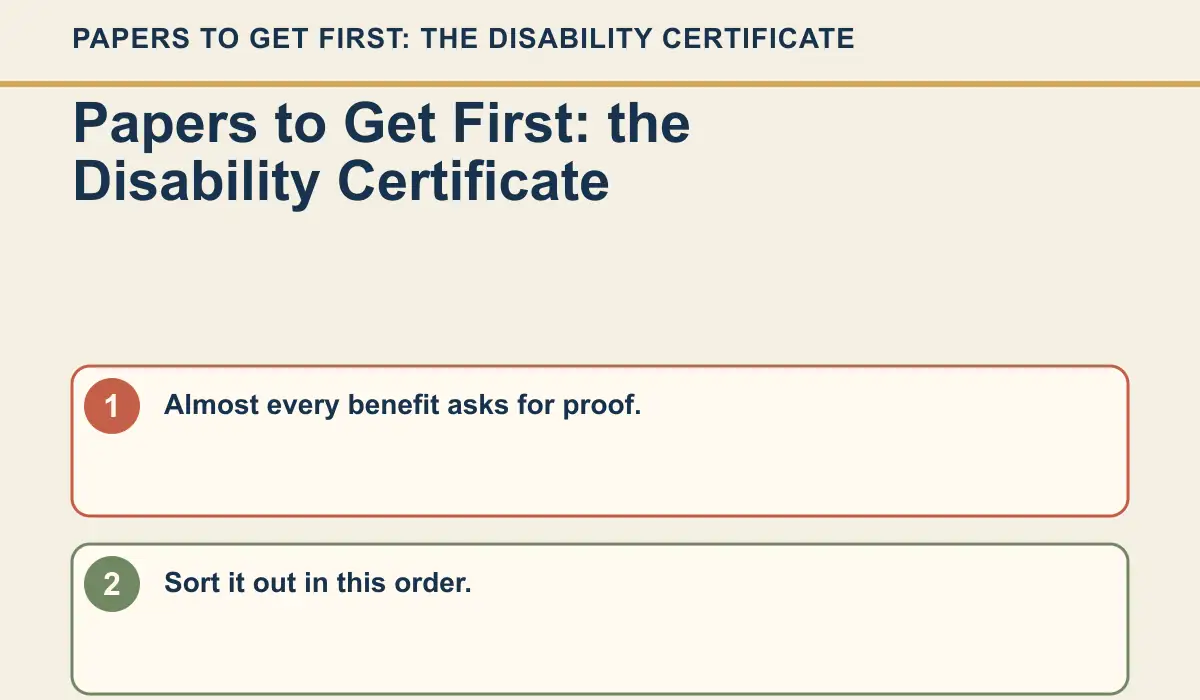 PAPERS TO GET FIRST: THE DISABILITY CERTIFICATE
Papers to Get First: the
Disability Certificate
1
Almost every benefit asks for proof.
2
Sort it out in this order.